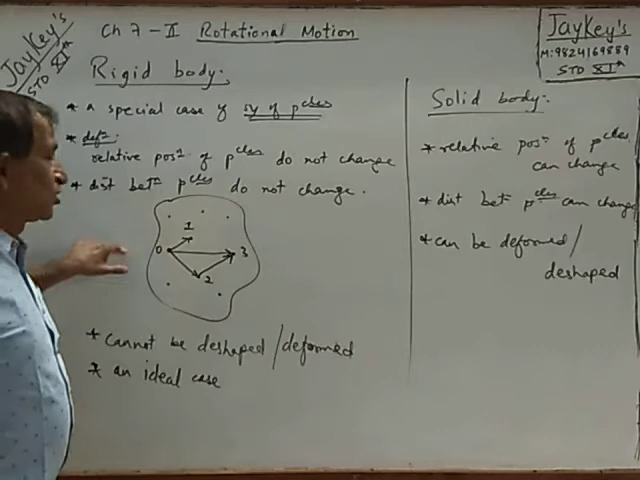 JayKey's
STD XIth
Ch 7 - II Rotational Motion
JayKey's
M: 9824169889
STD XIth
Rigid body:
* a special case of sy of pcles
* defn:
relative posn of pcles do not change
* dist betn pcles do not change.
1
0
3
2
* cannot be deshaped / deformed
* an ideal case
Solid body:
* relative posn of pcles
can change
* dist betn pcles can change
* can be deformed /
deshaped